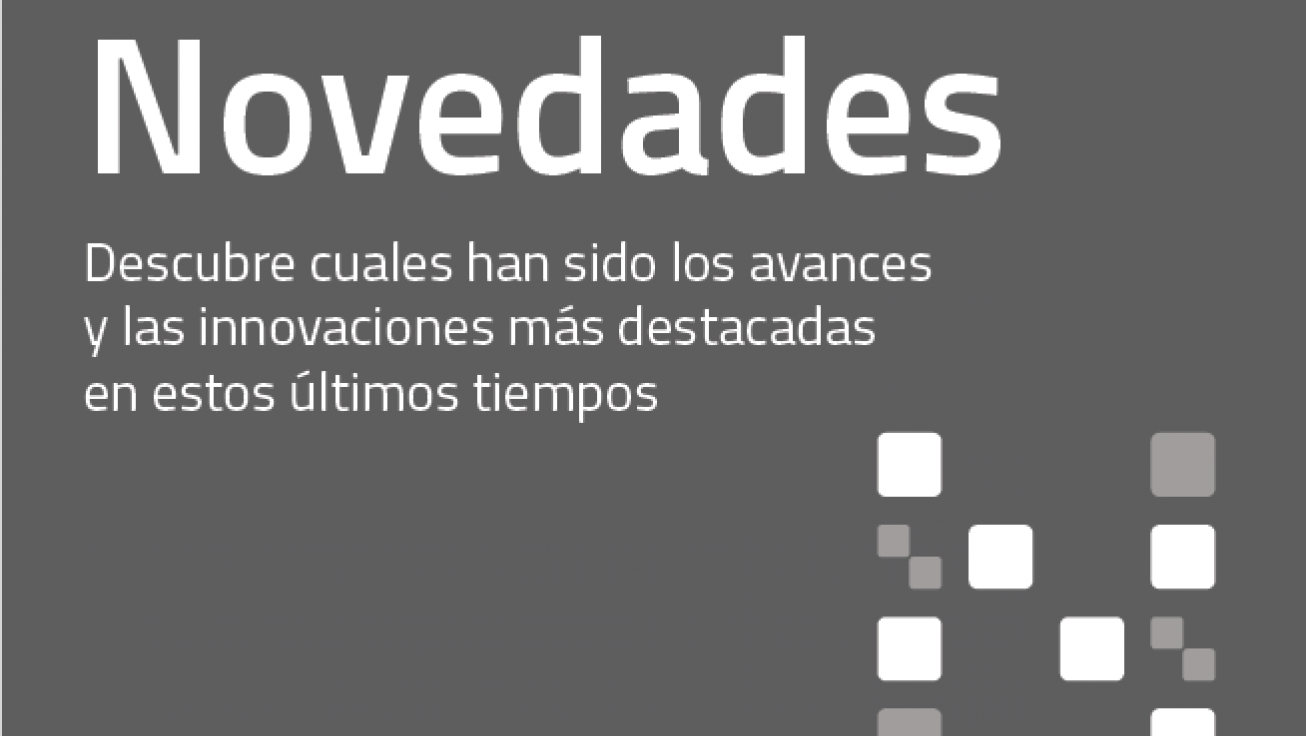 Novedades
Descubre cuales han sido los avances
y las innovaciones más destacadas
en estos últimos tiempos